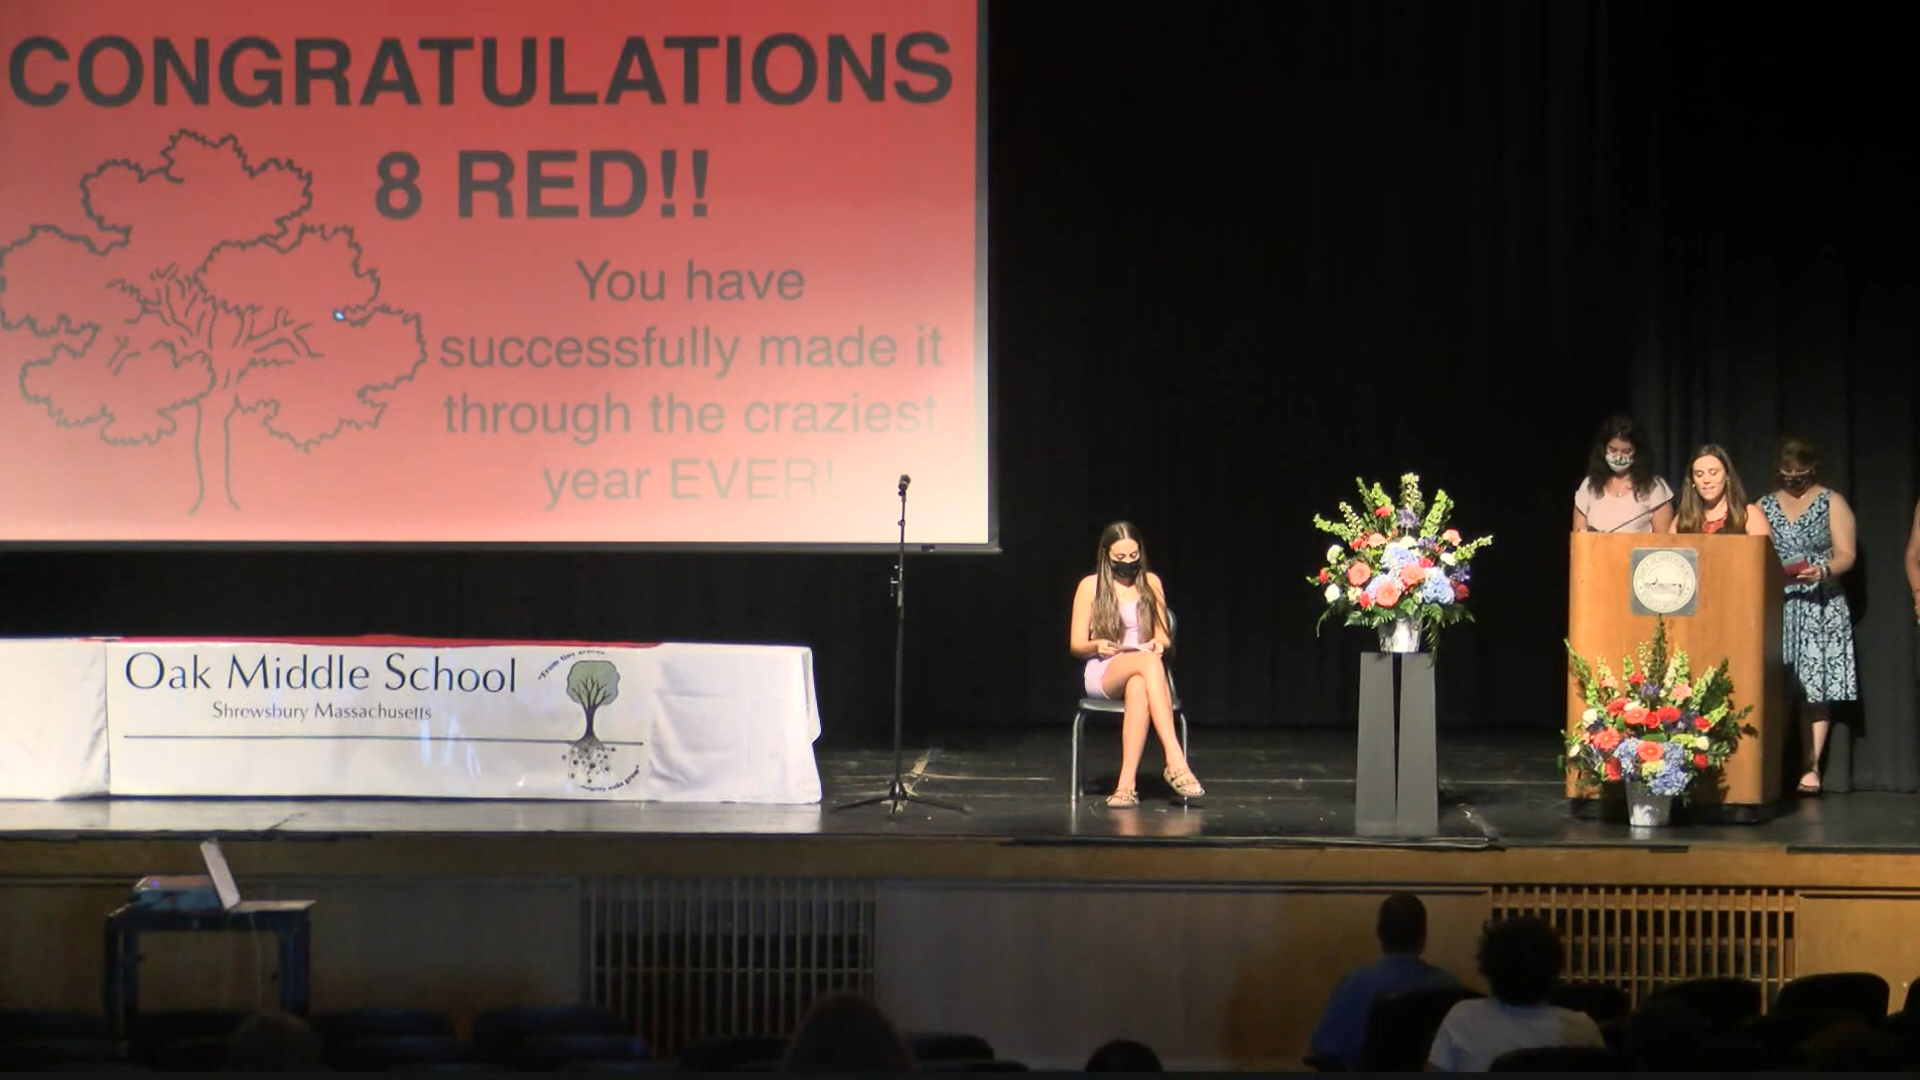 CONGRATULATIONS
8 RED!!
You have
successfully made it
through the craziest
year EVER!
Oak Middle School
Shrewsbury Massachusetts